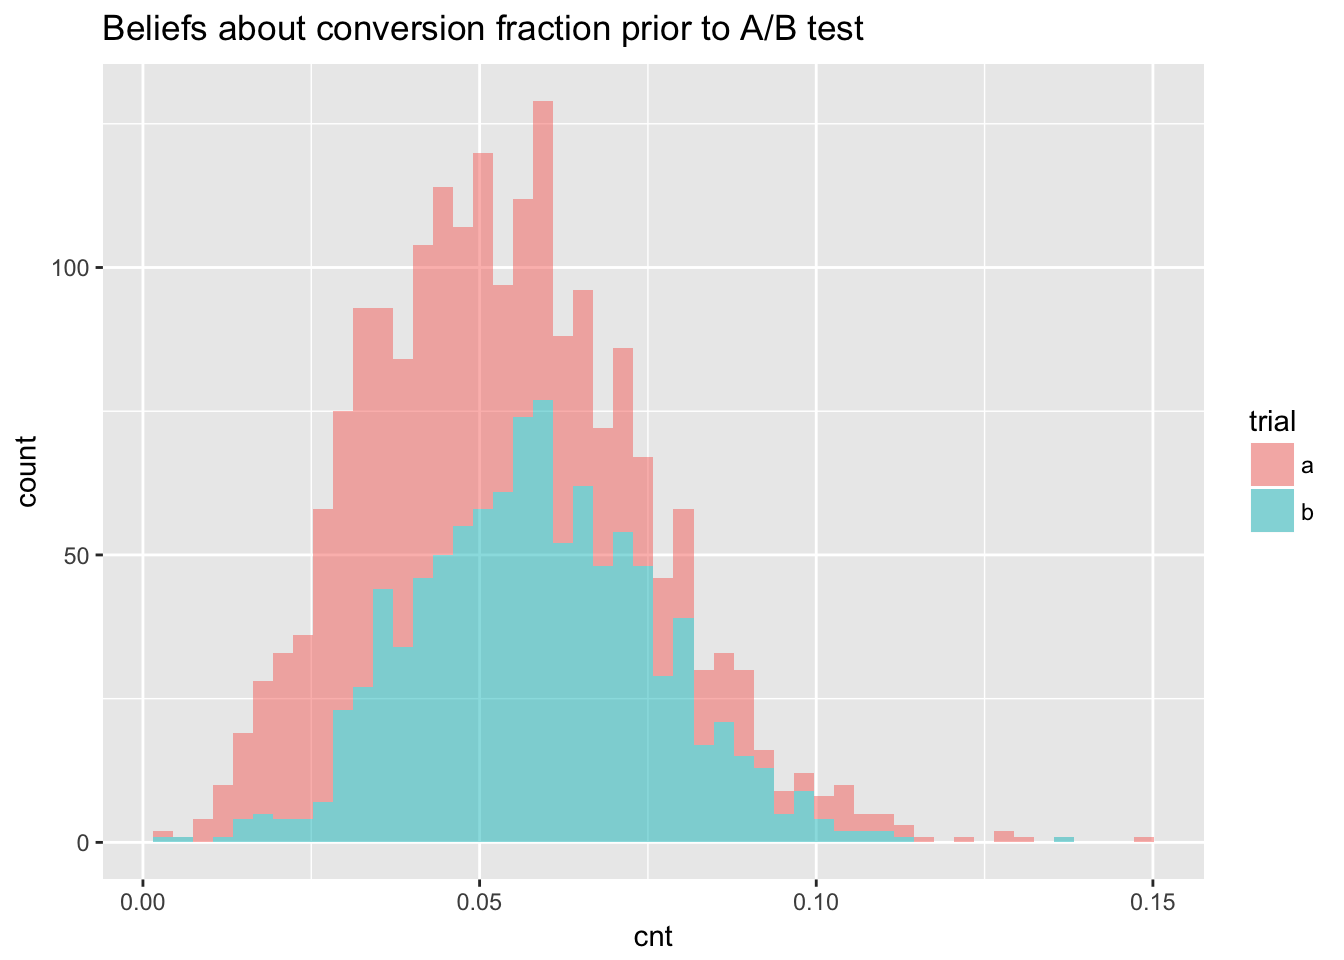 Beliefs about conversion fraction prior to A/B test
count
100
50
0
0.00
0.05
0.10
0.15
cnt
trial
a
b